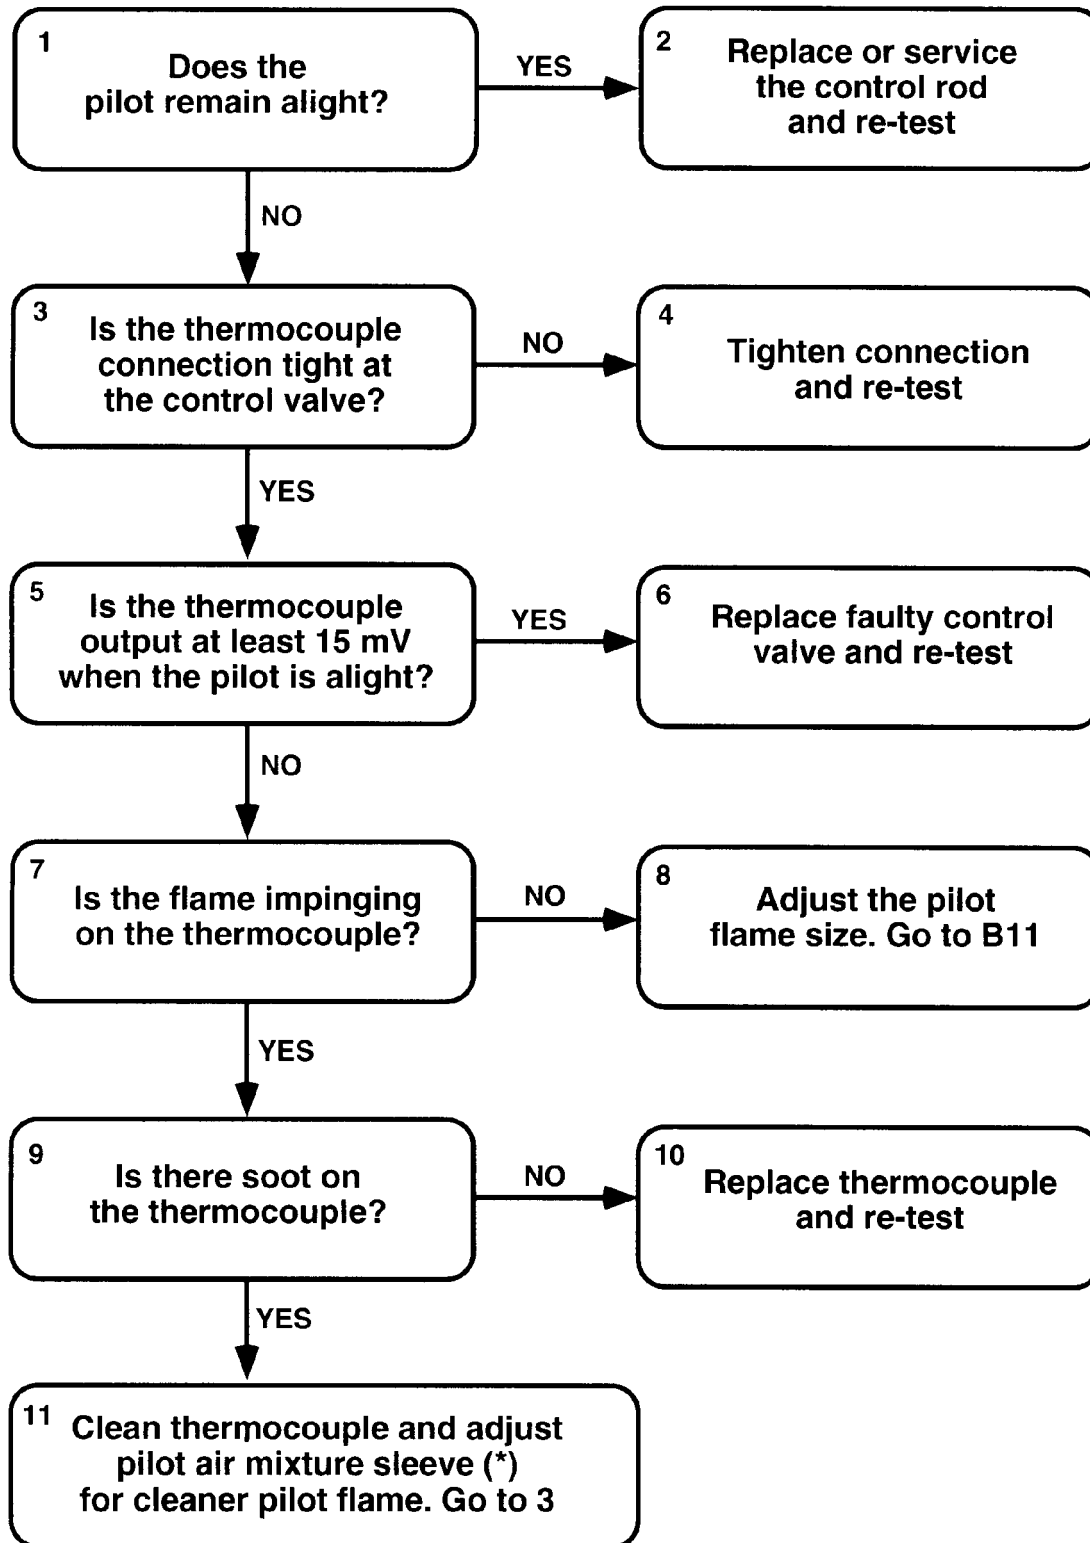 1
Does the
pilot remain alight?
YES
2
Replace or service
the control rod
and re-test
NO
3
Is the thermocouple
connection tight at
the control valve?
NO
4
Tighten connection
and re-test
YES
5
Is the thermocouple
output at least 15 mV
when the pilot is alight?
YES
6
Replace faulty control
valve and re-test
NO
7
Is the flame impinging
on the thermocouple?
NO
8
Adjust the pilot
flame size. Go to B11
YES
9
Is there soot on
the thermocouple?
NO
10
Replace thermocouple
and re-test
YES
11
Clean thermocouple and adjust
pilot air mixture sleeve (*)
for cleaner pilot flame. Go to 3